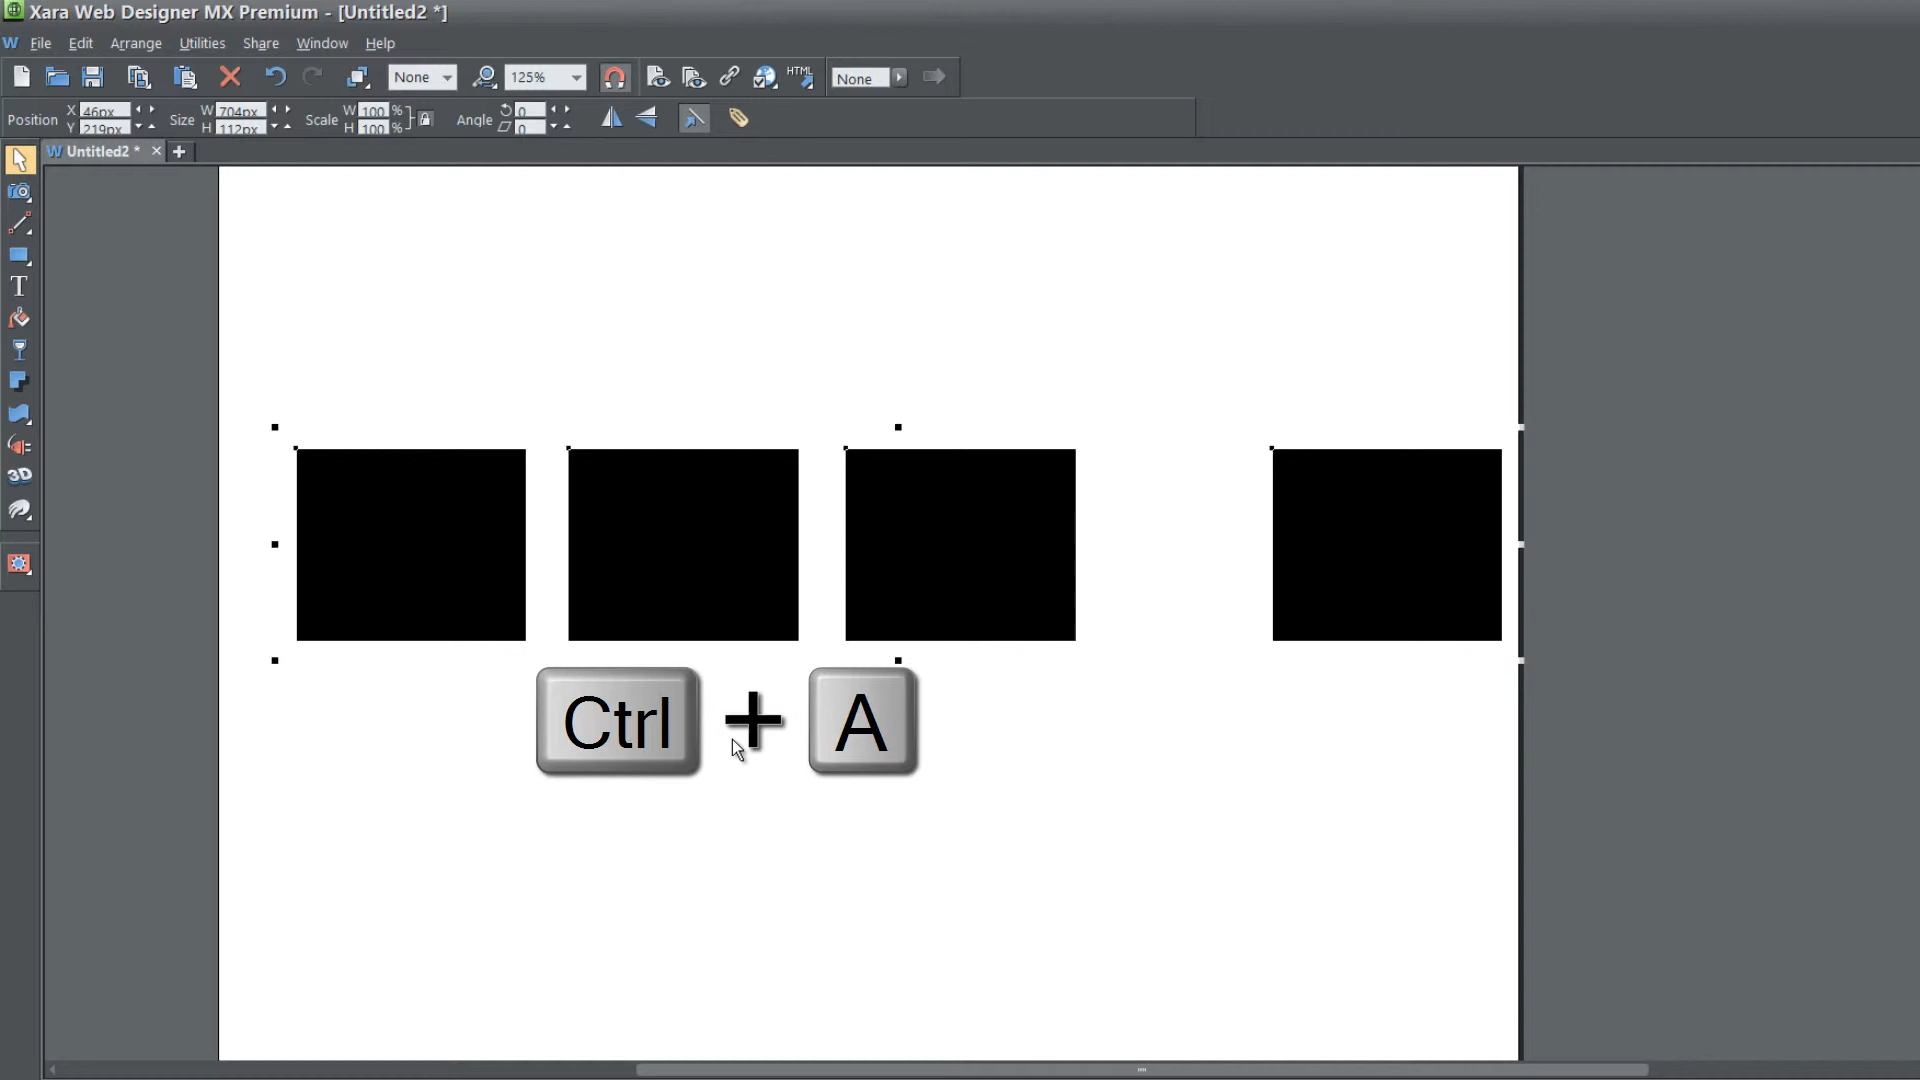 Xara Web Designer MX Premium - [Untitled2 *]
W File Edit Arrange Utilities Share Window Help
None 125% HTML None
Position X 46px Y 219px Size W 704px H 112px Scale W 100 % H 100 % Angle 0 0
W Untitled2 *
T
3D
Ctrl + A